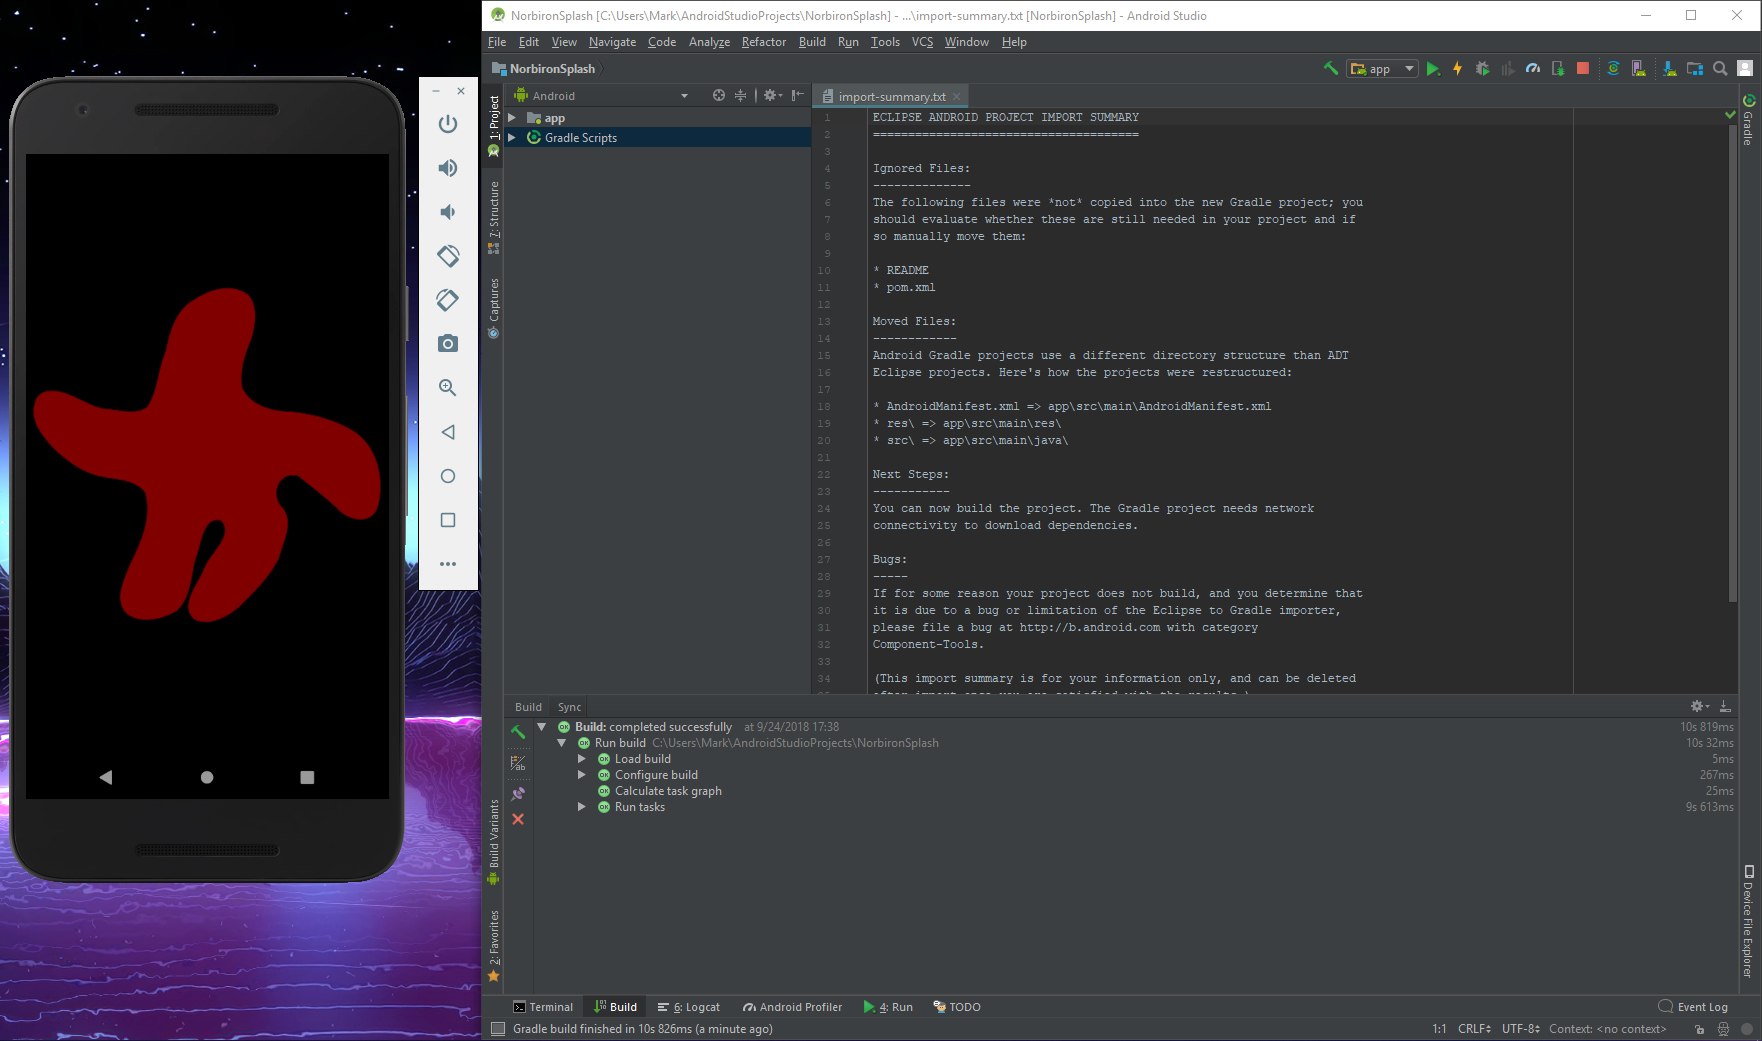 NorbironSplash [C:\Users\Mark\AndroidStudioProjects\NorbironSplash] - ...\import-summary.txt [NorbironSplash] - Android Studio
File Edit View Navigate Code Analyze Refactor Build Run Tools VCS Window Help
NorbironSplash
app
Android
import-summary.txt
1: Project
7: Structure
Captures
Build Variants
2: Favorites
app
Gradle Scripts
Gradle
Device File Explorer
1 ECLIPSE ANDROID PROJECT IMPORT SUMMARY
2 ======================================
3
4 Ignored Files:
5 --------------
6 The following files were *not* copied into the new Gradle project; you
7 should evaluate whether these are still needed in your project and if
8 so manually move them:
9
10 * README
11 * pom.xml
12
13 Moved Files:
14 ------------
15 Android Gradle projects use a different directory structure than ADT
16 Eclipse projects. Here's how the projects were restructured:
17
18 * AndroidManifest.xml => app\src\main\AndroidManifest.xml
19 * res\ => app\src\main\res\
20 * src\ => app\src\main\java\
21
22 Next Steps:
23 -----------
24 You can now build the project. The Gradle project needs network
25 connectivity to download dependencies.
26
27 Bugs:
28 -----
29 If for some reason your project does not build, and you determine that
30 it is due to a bug or limitation of the Eclipse to Gradle importer,
31 please file a bug at http://b.android.com with category
32 Component-Tools.
33
34 (This import summary is for your information only, and can be deleted
after import once you are satisfied with the results.)
Build Sync
Build: completed successfully at 9/24/2018 17:38 10s 819ms
Run build C:\Users\Mark\AndroidStudioProjects\NorbironSplash 10s 32ms
Load build 5ms
Configure build 267ms
Calculate task graph 25ms
Run tasks 9s 613ms
Terminal Build 6: Logcat Android Profiler 4: Run TODO Event Log
Gradle build finished in 10s 826ms (a minute ago) 1:1 CRLF UTF-8 Context: <no context>